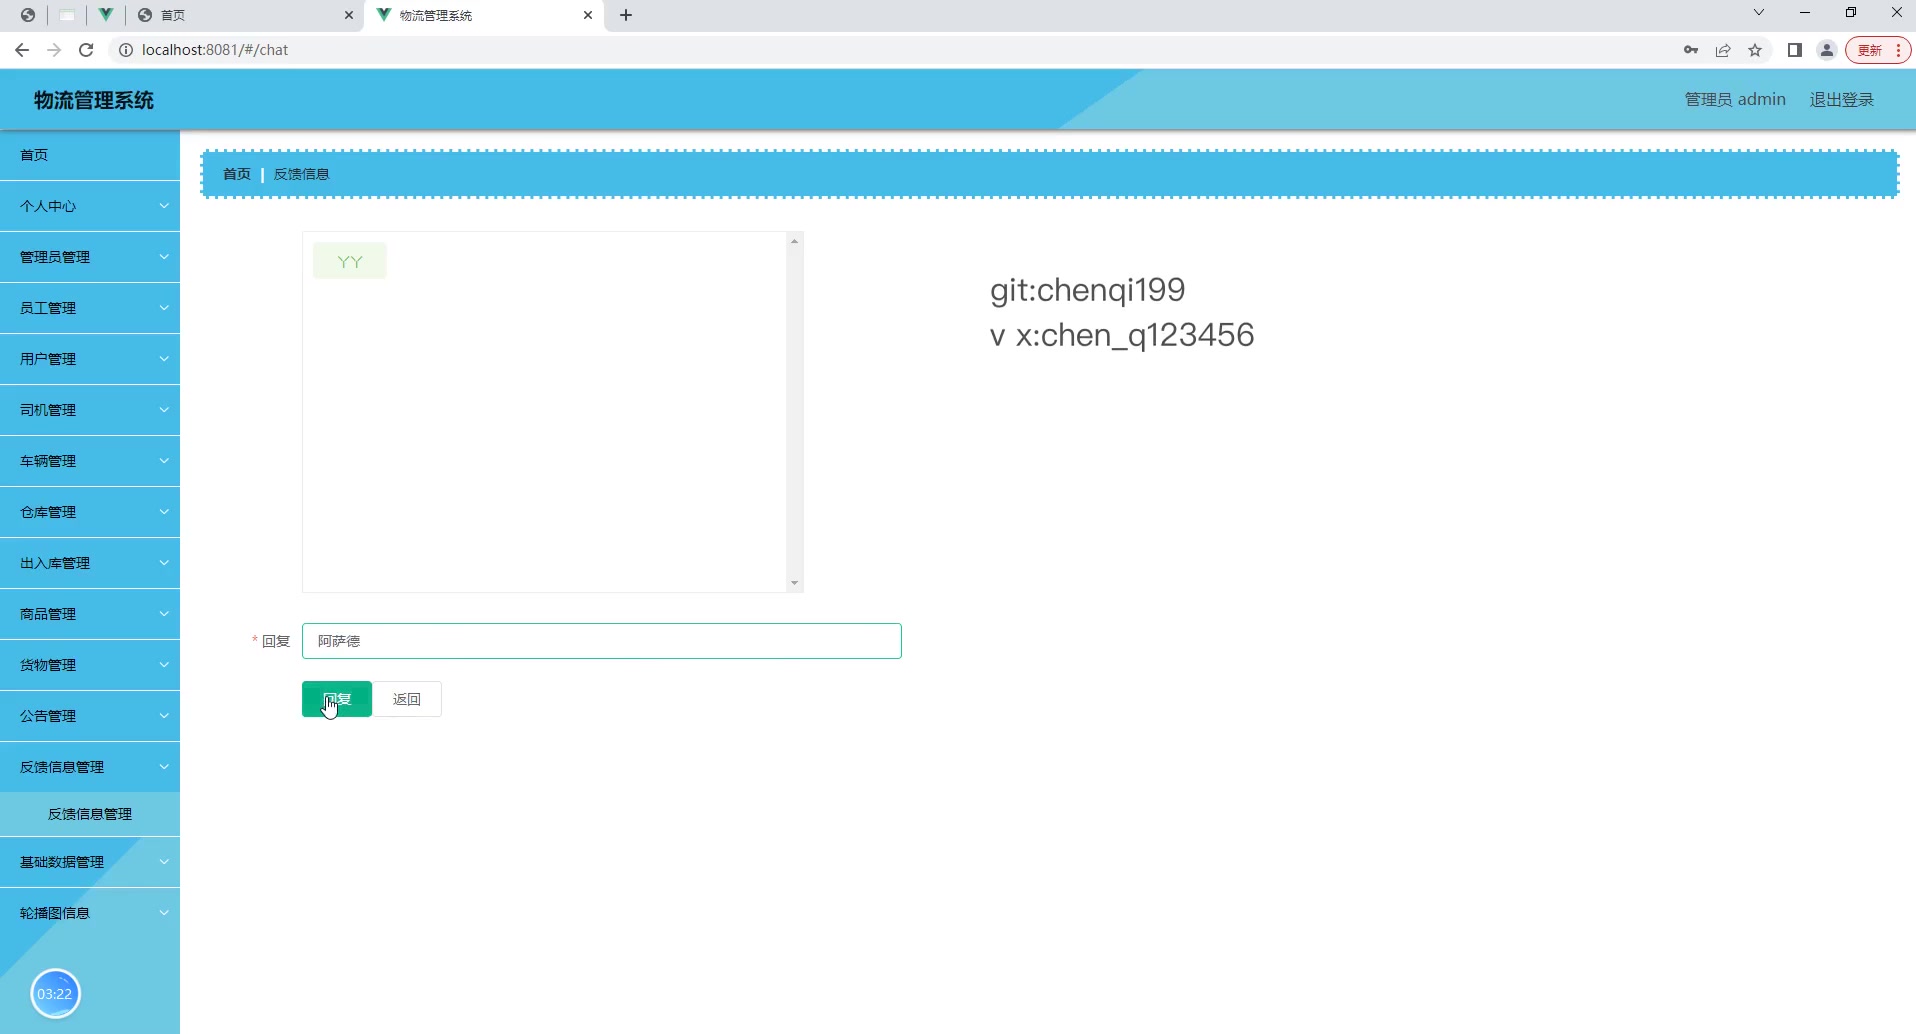 首页
物流管理系统
localhost:8081/#/chat
更新
物流管理系统
管理员 admin
退出登录
首页
个人中心
管理员管理
员工管理
用户管理
司机管理
车辆管理
仓库管理
出入库管理
商品管理
货物管理
公告管理
反馈信息管理
反馈信息管理
基础数据管理
轮播图信息
03:22
首页 | 反馈信息
YY
git:chenqi199
v x:chen_q123456
* 回复
阿萨德
回复
返回